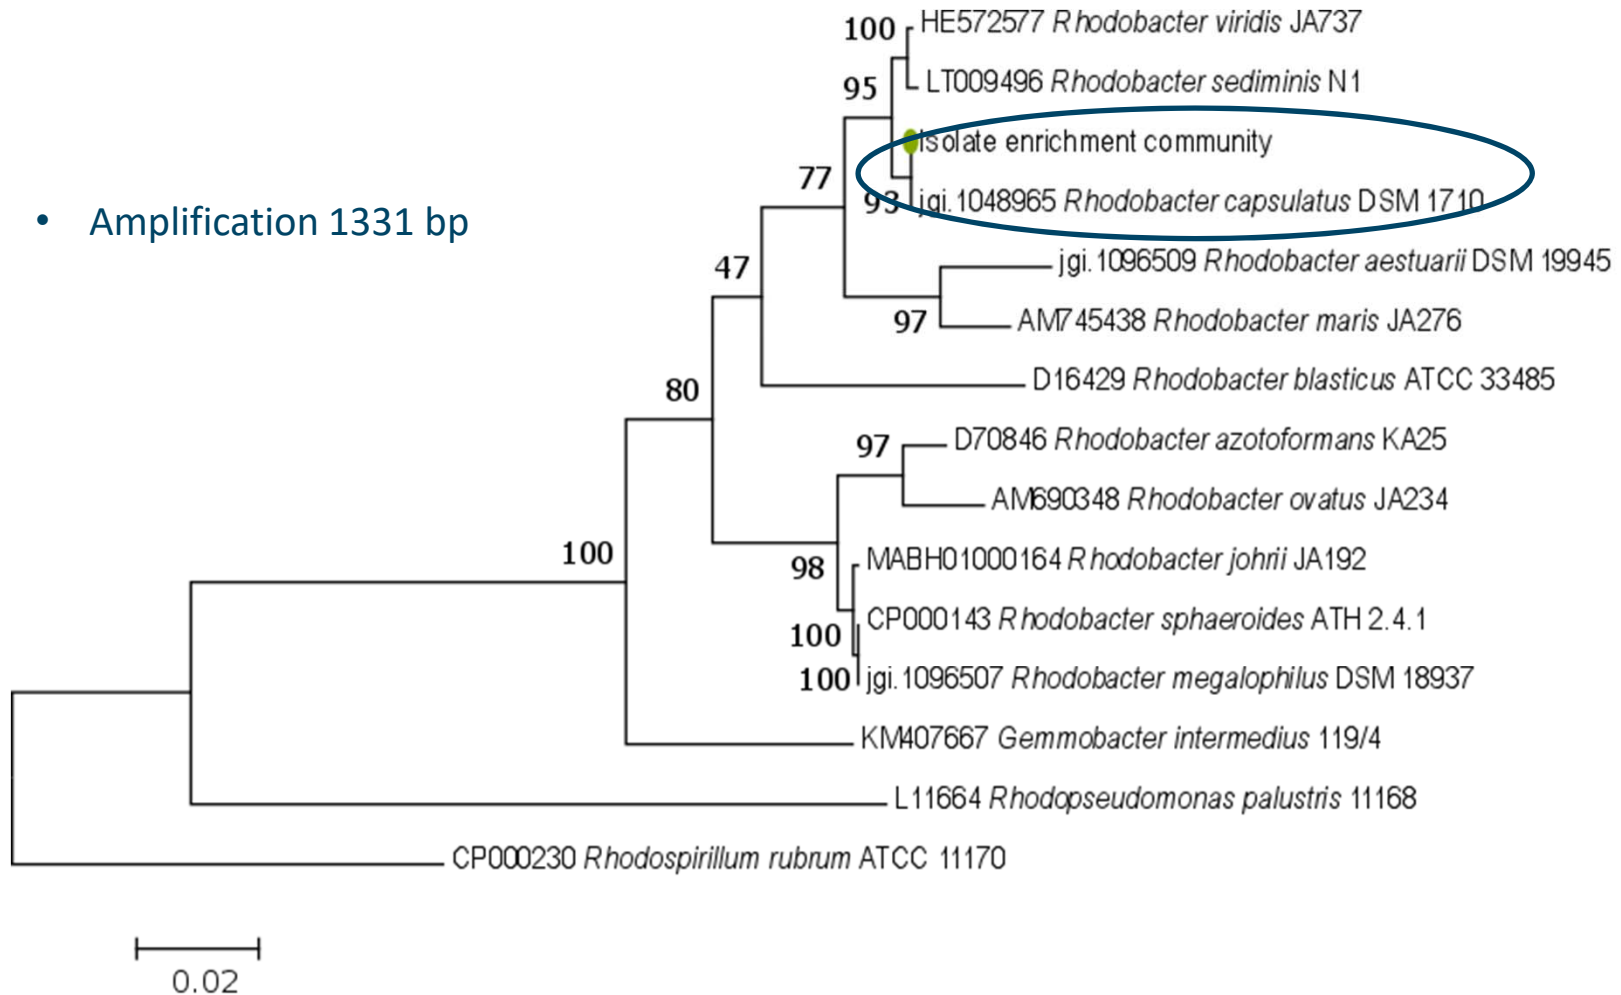 100
HE572577 Rhodobacter viridis JA737
95
LT009496 Rhodobacter sediminis N1
Isolate enrichment community
77
93
jgi.1048965 Rhodobacter capsulatus DSM 1710
• Amplification 1331 bp
47
jgi.1096509 Rhodobacter aestuarii DSM 19945
97
AM745438 Rhodobacter maris JA276
80
D16429 Rhodobacter blasticus ATCC 33485
97
D70846 Rhodobacter azotoformans KA25
AM690348 Rhodobacter ovatus JA234
100
98
MABH01000164 Rhodobacter johrii JA192
CP000143 Rhodobacter sphaeroides ATH 2.4.1
100
100
jgi.1096507 Rhodobacter megalophilus DSM 18937
KM407667 Gemmobacter intermedius 119/4
L11664 Rhodopseudomonas palustris 11168
CP000230 Rhodospirillum rubrum ATCC 11170
0.02